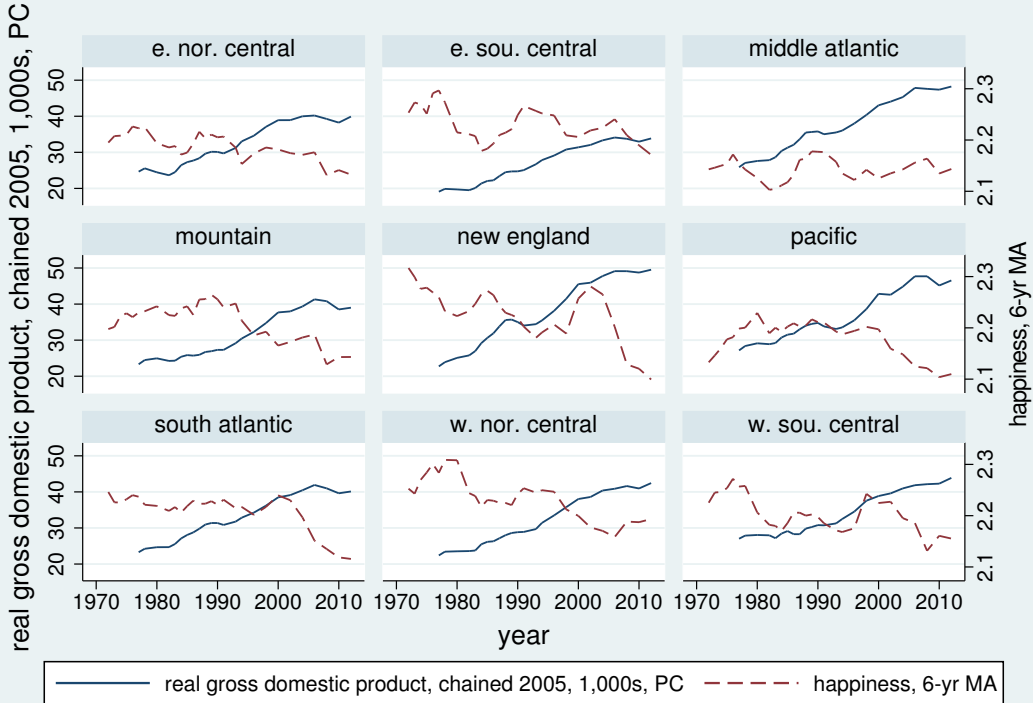 real gross domestic product, chained 2005, 1,000s, PC
e. nor. central
e. sou. central
middle atlantic
50
40
30
20
2.3
2.2
2.1
mountain
new england
pacific
50
40
30
20
2.3
2.2
2.1
happiness, 6-yr MA
south atlantic
w. nor. central
w. sou. central
50
40
30
20
2.3
2.2
2.1
1970 1980 1990 2000 2010
1970 1980 1990 2000 2010
1970 1980 1990 2000 2010
year
real gross domestic product, chained 2005, 1,000s, PC
happiness, 6-yr MA